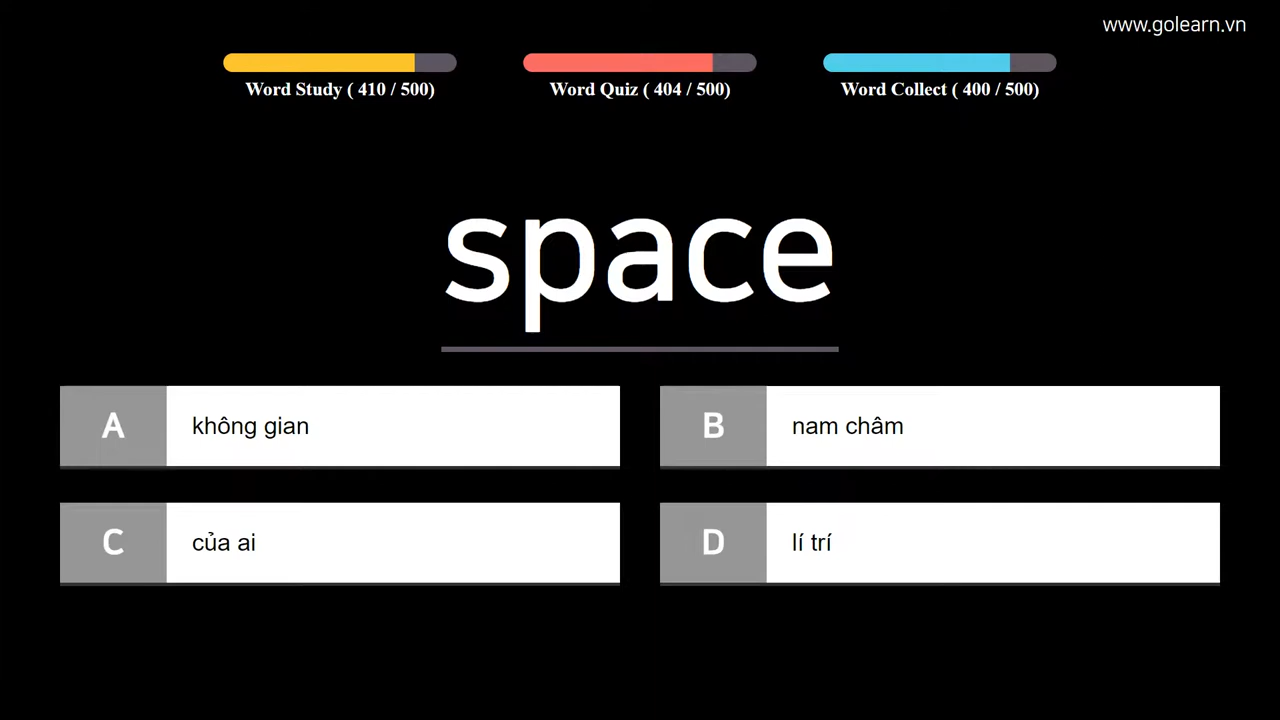 www.golearn.vn
Word Study ( 410 / 500)
Word Quiz ( 404 / 500)
Word Collect ( 400 / 500)
space
A không gian
B nam châm
C của ai
D lí trí